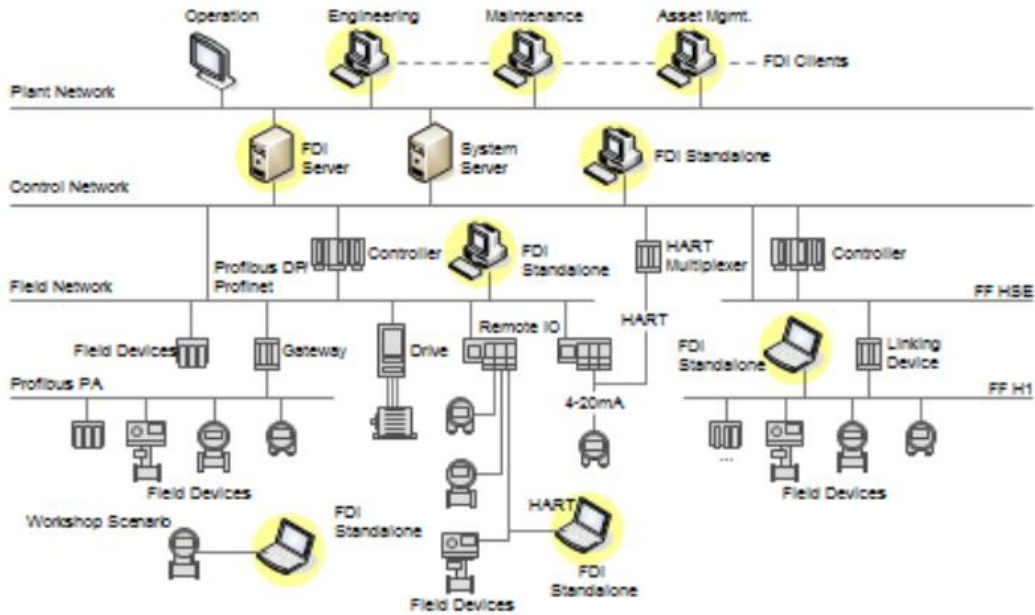 Operation
Engineering
Maintenance
Asset Mgmt.
FDI Clients
Plant Network
FDI
Server
System
Server
FDI Standalone
Control Network
Controller
FDI
Standalone
HART
Multiplexer
Controller
Profibus DP/
Profinet
Field Network
FF HSE
Field Devices
Gateway
Drive
Remote IO
HART
FDI
Standalone
Linking
Device
Profibus PA
4-20mA
FF H1
...
Field Devices
Field Devices
Workshop Scenario
FDI
Standalone
HART
FDI
Standalone
Field Devices